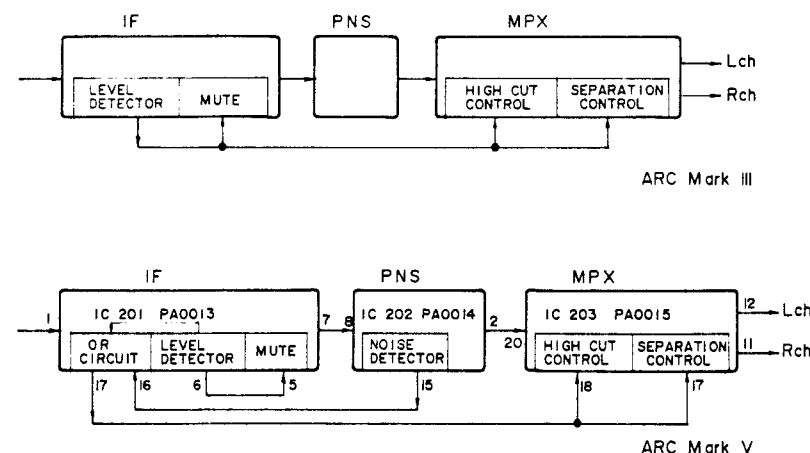 IF PNS MPX
LEVEL DETECTOR MUTE
HIGH CUT CONTROL SEPARATION CONTROL
Lch
Rch
ARC Mark III
IF PNS MPX
1 IC 201 PA0013 7 8 IC 202 PA0014 2 20 IC 203 PA0015 12 Lch
OR CIRCUIT LEVEL DETECTOR MUTE
NOISE DETECTOR
HIGH CUT CONTROL SEPARATION CONTROL
11 Rch
17 16 6 5 15 18 17
ARC Mark V